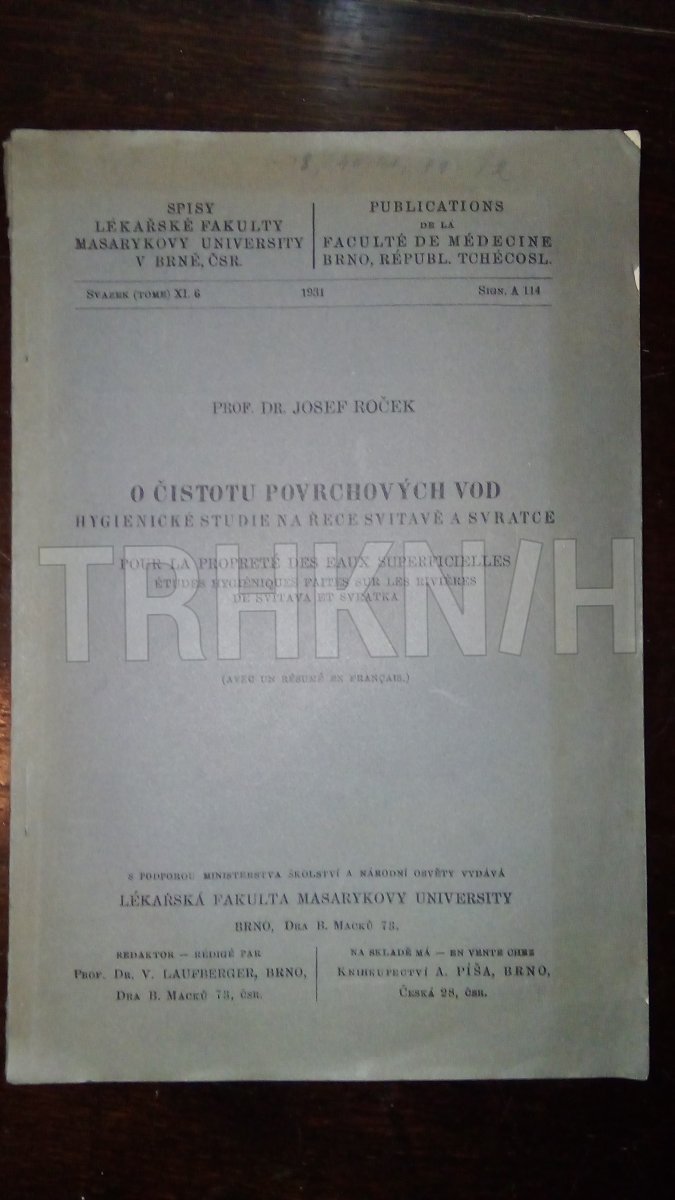 SPISY
LÉKAŘSKÉ FAKULTY
MASARYKOVY UNIVERSITY
V BRNĚ, ČSR.
PUBLICATIONS
DE LA
FACULTÉ DE MÉDECINE
BRNO, RÉPUBL. TCHÉCOSL.
SVAZEK (TOME) XI. 6 1931 SIGN. A 114
PROF. DR. JOSEF ROČEK
O ČISTOTU POVRCHOVÝCH VOD
HYGIENICKÉ STUDIE NA ŘECE SVITAVĚ A SVRATCE
POUR LA PROPRETÉ DES EAUX SUPERFICIELLES
ÉTUDES HYGIÉNIQUES FAITES SUR LES RIVIÈRES
DE SVITAVA ET SVRATKA
TRHKN/H
(AVEC UN RÉSUMÉ EN FRANÇAIS.)
S PODPOROU MINISTERSTVA ŠKOLSTVÍ A NÁRODNÍ OSVĚTY VYDÁVÁ
LÉKAŘSKÁ FAKULTA MASARYKOVY UNIVERSITY
BRNO, DRA B. MACKŮ 73.
REDAKTOR — RÉDIGÉ PAR
PROF. DR. V. LAUFBERGER, BRNO,
DRA B. MACKŮ 73, ČSR.
NA SKLADĚ MÁ — EN VENTE CHEZ
KNIHKUPECTVÍ A. PÍŠA, BRNO,
ČESKÁ 28, ČSR.